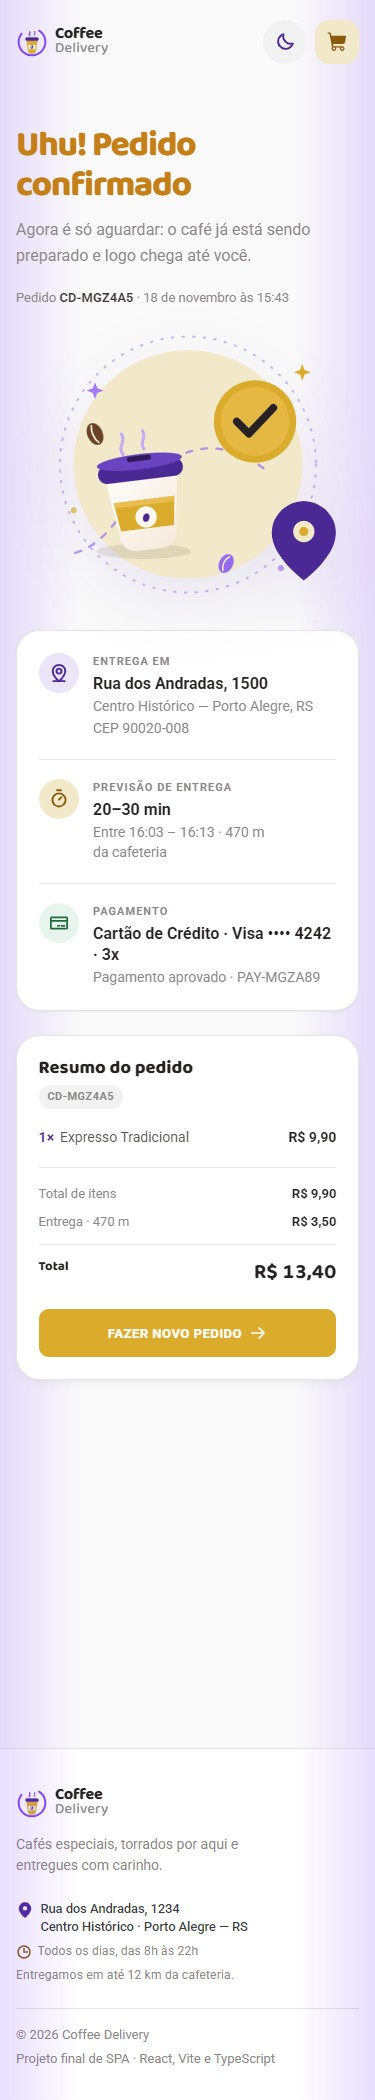 Coffee
Delivery
Uhu! Pedido
confirmado
Agora é só aguardar: o café já está sendo
preparado e logo chega até você.
Pedido CD-MGZ4A5 · 18 de novembro às 15:43
ENTREGA EM
Rua dos Andradas, 1500
Centro Histórico — Porto Alegre, RS
CEP 90020-008
PREVISÃO DE ENTREGA
20–30 min
Entre 16:03 – 16:13 · 470 m
da cafeteria
PAGAMENTO
Cartão de Crédito · Visa •••• 4242
· 3x
Pagamento aprovado · PAY-MGZA89
Resumo do pedido
CD-MGZ4A5
1× Expresso Tradicional R$ 9,90
Total de itens R$ 9,90
Entrega · 470 m R$ 3,50
Total R$ 13,40
FAZER NOVO PEDIDO →
Coffee
Delivery
Cafés especiais, torrados por aqui e
entregues com carinho.
Rua dos Andradas, 1234
Centro Histórico · Porto Alegre — RS
Todos os dias, das 8h às 22h
Entregamos em até 12 km da cafeteria.
© 2026 Coffee Delivery
Projeto final de SPA · React, Vite e TypeScript